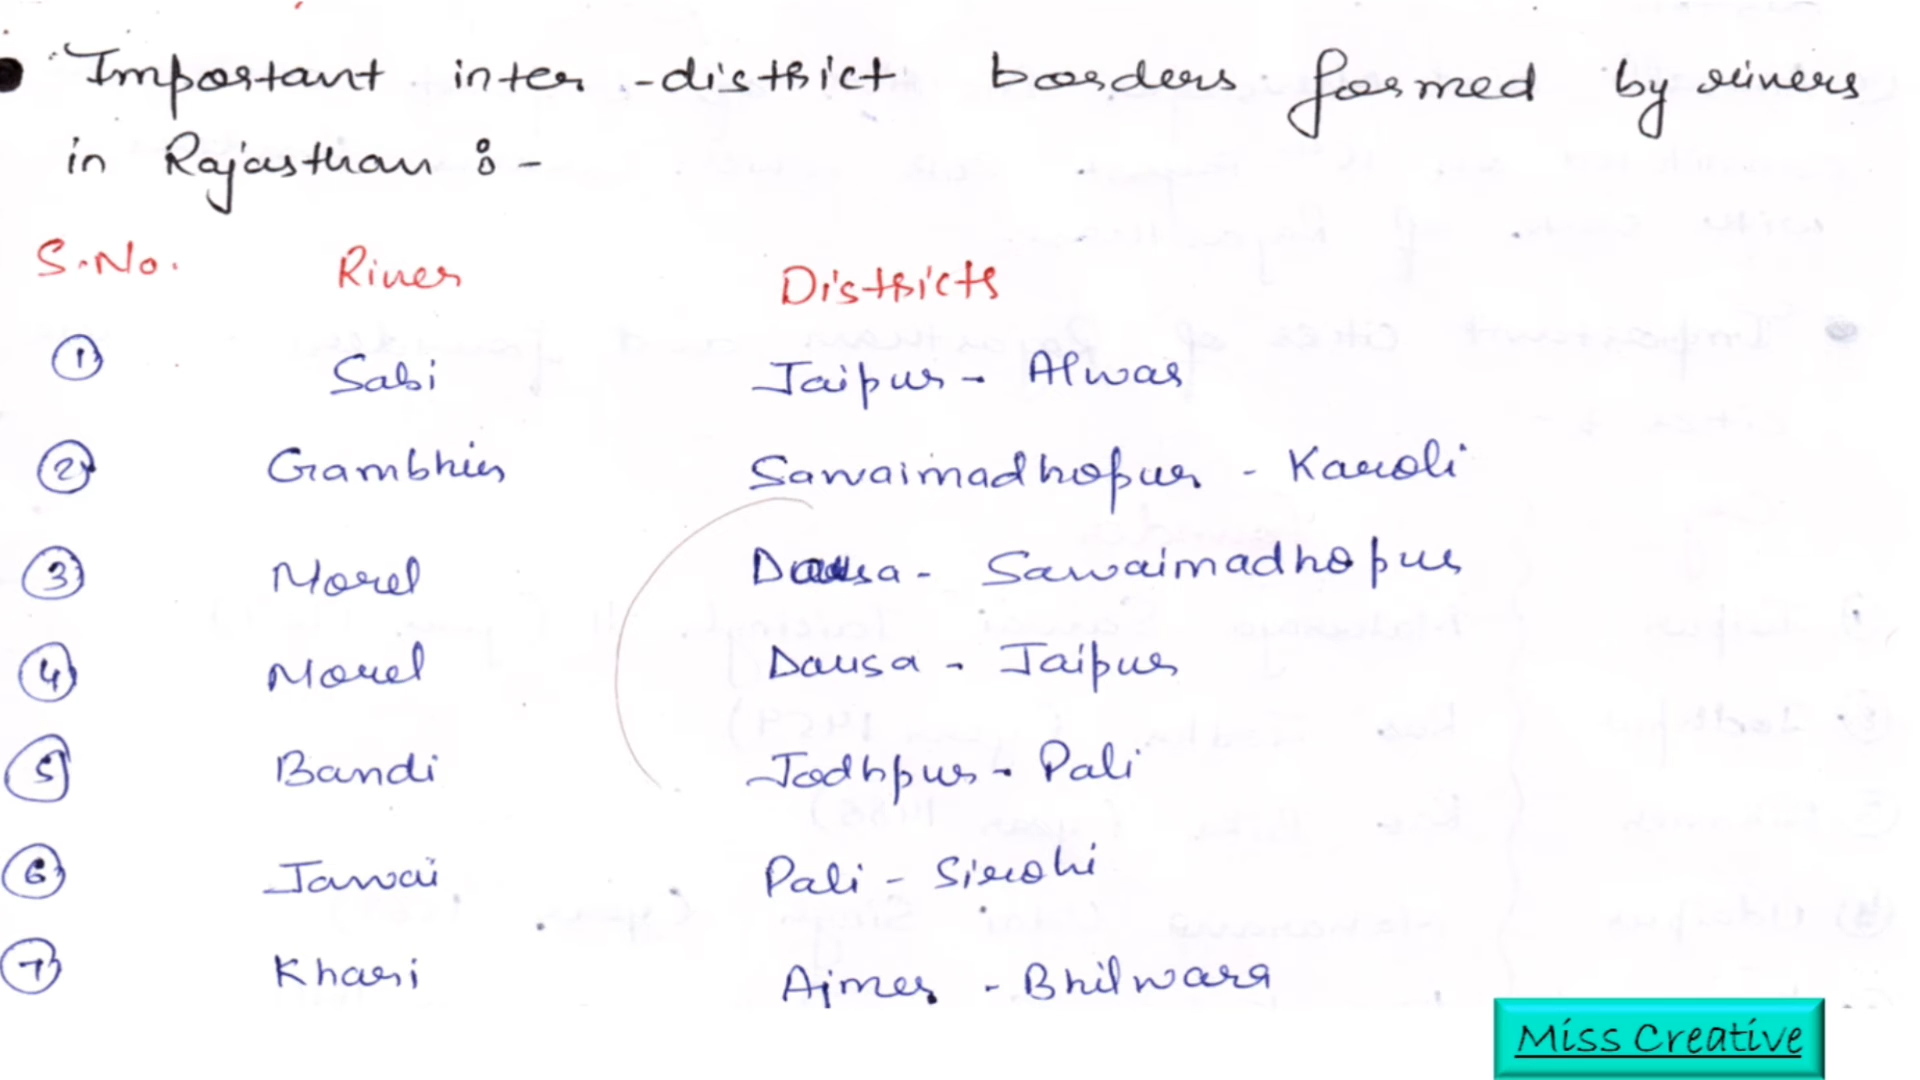 Important inter-district borders formed by rivers
in Rajasthan :-
S.No. River Districts
1 Sabi Jaipur - Alwar
2 Gambhir Sawaimadhopur - Karoli
3 Morel Dausa - Sawaimadhopur
4 Morel Dausa - Jaipur
5 Bandi Jodhpur - Pali
6 Jawai Pali - Sirohi
7 Khari Ajmer - Bhilwara
Miss Creative